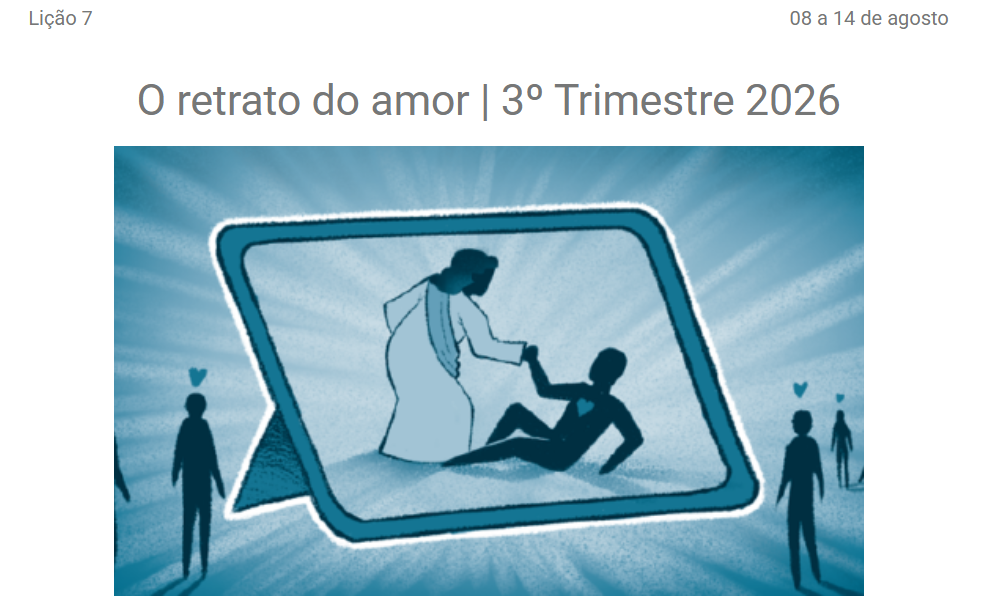 Lição 7
08 a 14 de agosto
O retrato do amor | 3º Trimestre 2026